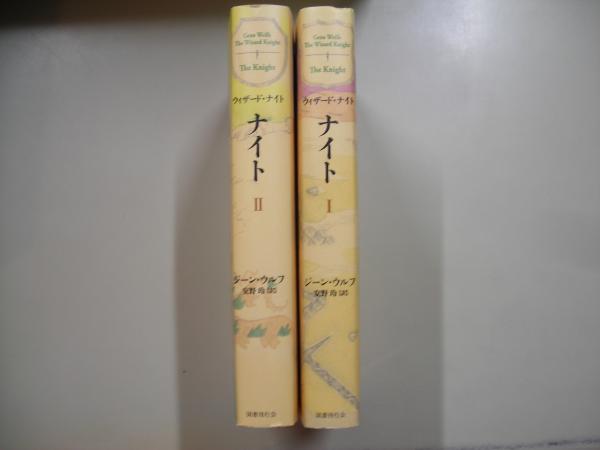 Gene Wolfe
The Wizard Knight
The Knight
ウィザード・ナイト
ナイト
II
ジーン・ウルフ
安野 玲 訳
国書刊行会
Gene Wolfe
The Wizard Knight
The Knight
ウィザード・ナイト
ナイト
I
ジーン・ウルフ
安野 玲 訳
国書刊行会